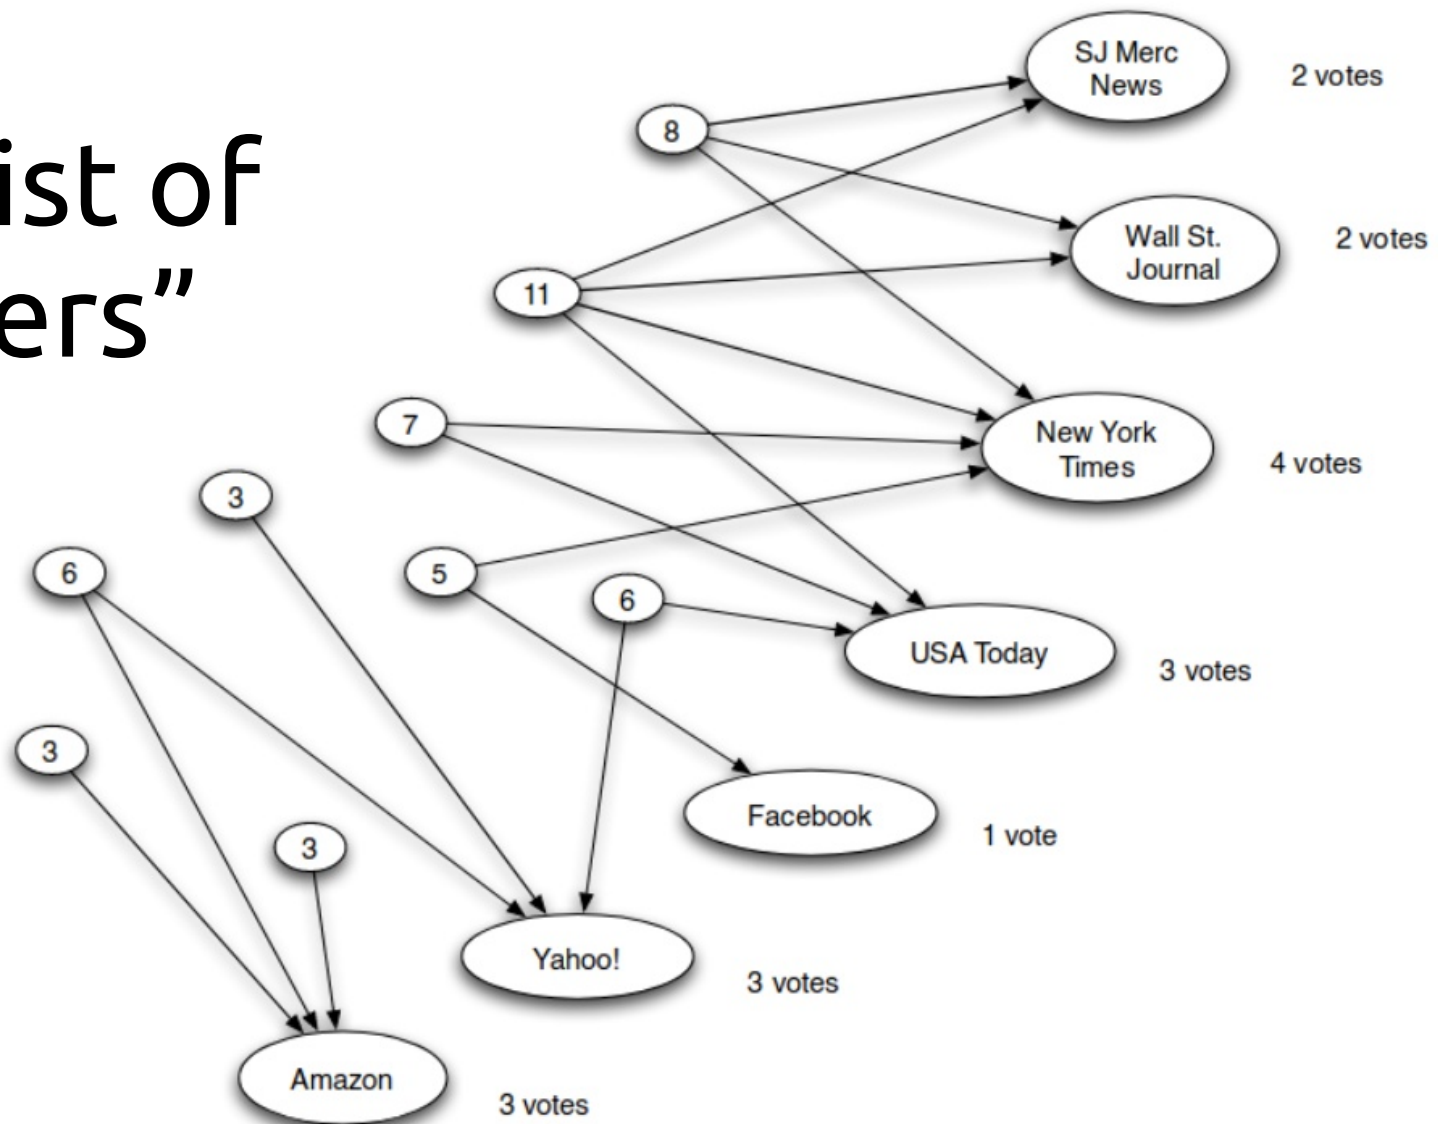 ist of
ers”
SJ Merc
News
2 votes
8
Wall St.
Journal
2 votes
11
New York
Times
4 votes
7
3
5
6
6
USA Today
3 votes
3
Facebook
1 vote
3
Yahoo!
3 votes
Amazon
3 votes